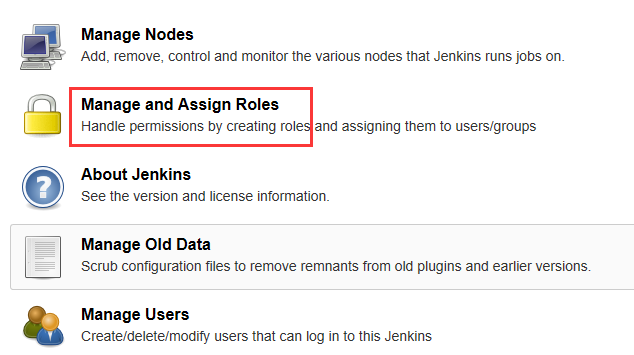 Manage Nodes
Add, remove, control and monitor the various nodes that Jenkins runs jobs on.
Manage and Assign Roles
Handle permissions by creating roles and assigning them to users/groups
About Jenkins
See the version and license information.
Manage Old Data
Scrub configuration files to remove remnants from old plugins and earlier versions.
Manage Users
Create/delete/modify users that can log in to this Jenkins